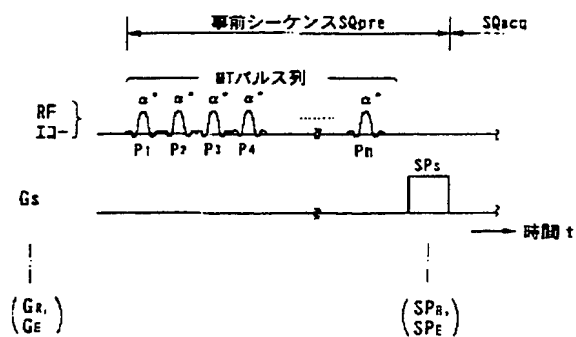 事前シーケンスSQpre
SQacq
MTパルス列
α° α° α° α° ........ α°
RF
エコー
P1 P2 P3 P4 Pn
SPs
Gs
時間 t
(GR,
GE)
(SPR,
SPE)